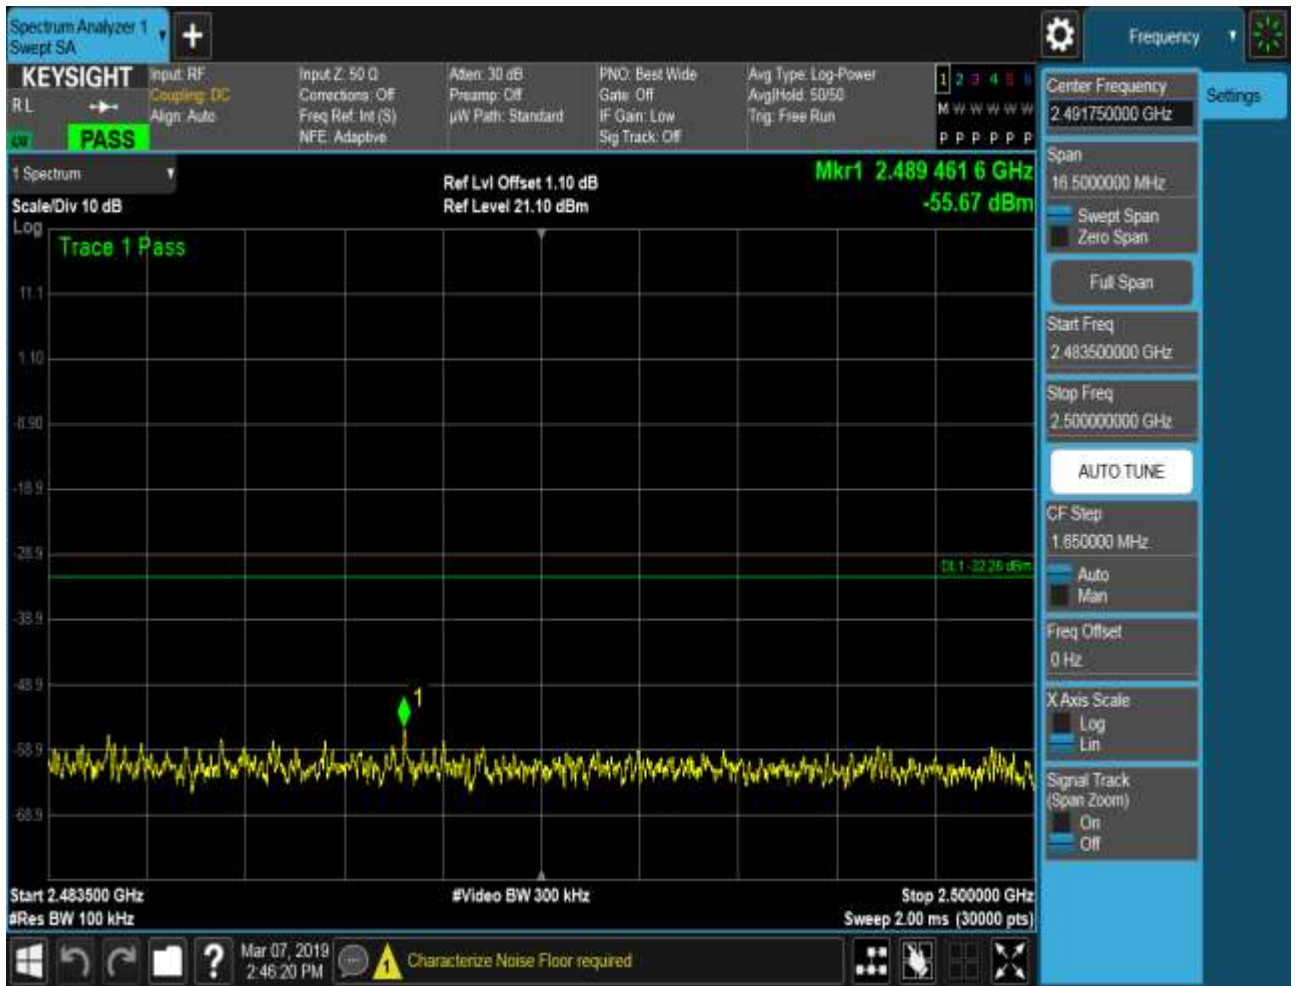 Spectrum Analyzer 1
Swept SA
Frequency
KEYSIGHT
R L
PASS
Input: RF
Coupling: DC
Align: Auto
Input Z: 50 Ω
Corrections: Off
Freq Ref: Int (S)
NFE: Adaptive
Atten: 30 dB
Preamp: Off
µW Path: Standard
PNO: Best Wide
Gate: Off
IF Gain: Low
Sig Track: Off
Avg Type: Log-Power
Avg|Hold: 50/50
Trig: Free Run
1 2 3 4 5 6
M W W W W W
P P P P P P
Center Frequency
2.491750000 GHz
Settings
Span
16.5000000 MHz
Swept Span
Zero Span
Full Span
Start Freq
2.483500000 GHz
Stop Freq
2.500000000 GHz
AUTO TUNE
CF Step
1.650000 MHz
Auto
Man
Freq Offset
0 Hz
X Axis Scale
Log
Lin
Signal Track
(Span Zoom)
On
Off
1 Spectrum
Scale/Div 10 dB
Log
Ref Lvl Offset 1.10 dB
Ref Level 21.10 dBm
Mkr1 2.489 461 6 GHz
-55.67 dBm
Trace 1 Pass
11.1
1.10
-8.90
-18.9
-28.9
DL1 -32.26 dBm
-38.9
-48.9
1
-58.9
-68.9
Start 2.483500 GHz
#Video BW 300 kHz
Stop 2.500000 GHz
#Res BW 100 kHz
Sweep 2.00 ms (30000 pts)
?
Mar 07, 2019
2:46:20 PM
1
Characterize Noise Floor required